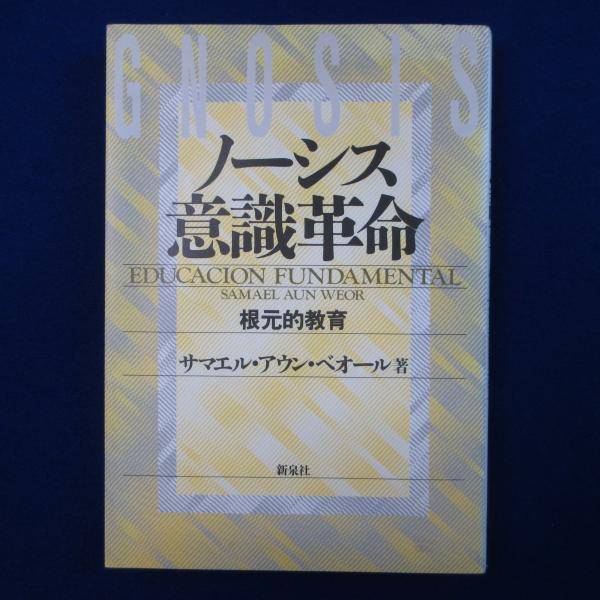 GNOSIS
ノーシス
意識革命
EDUCACION FUNDAMENTAL
SAMAEL AUN WEOR
根元的教育
サマエル・アウン・ベオール著
新泉社